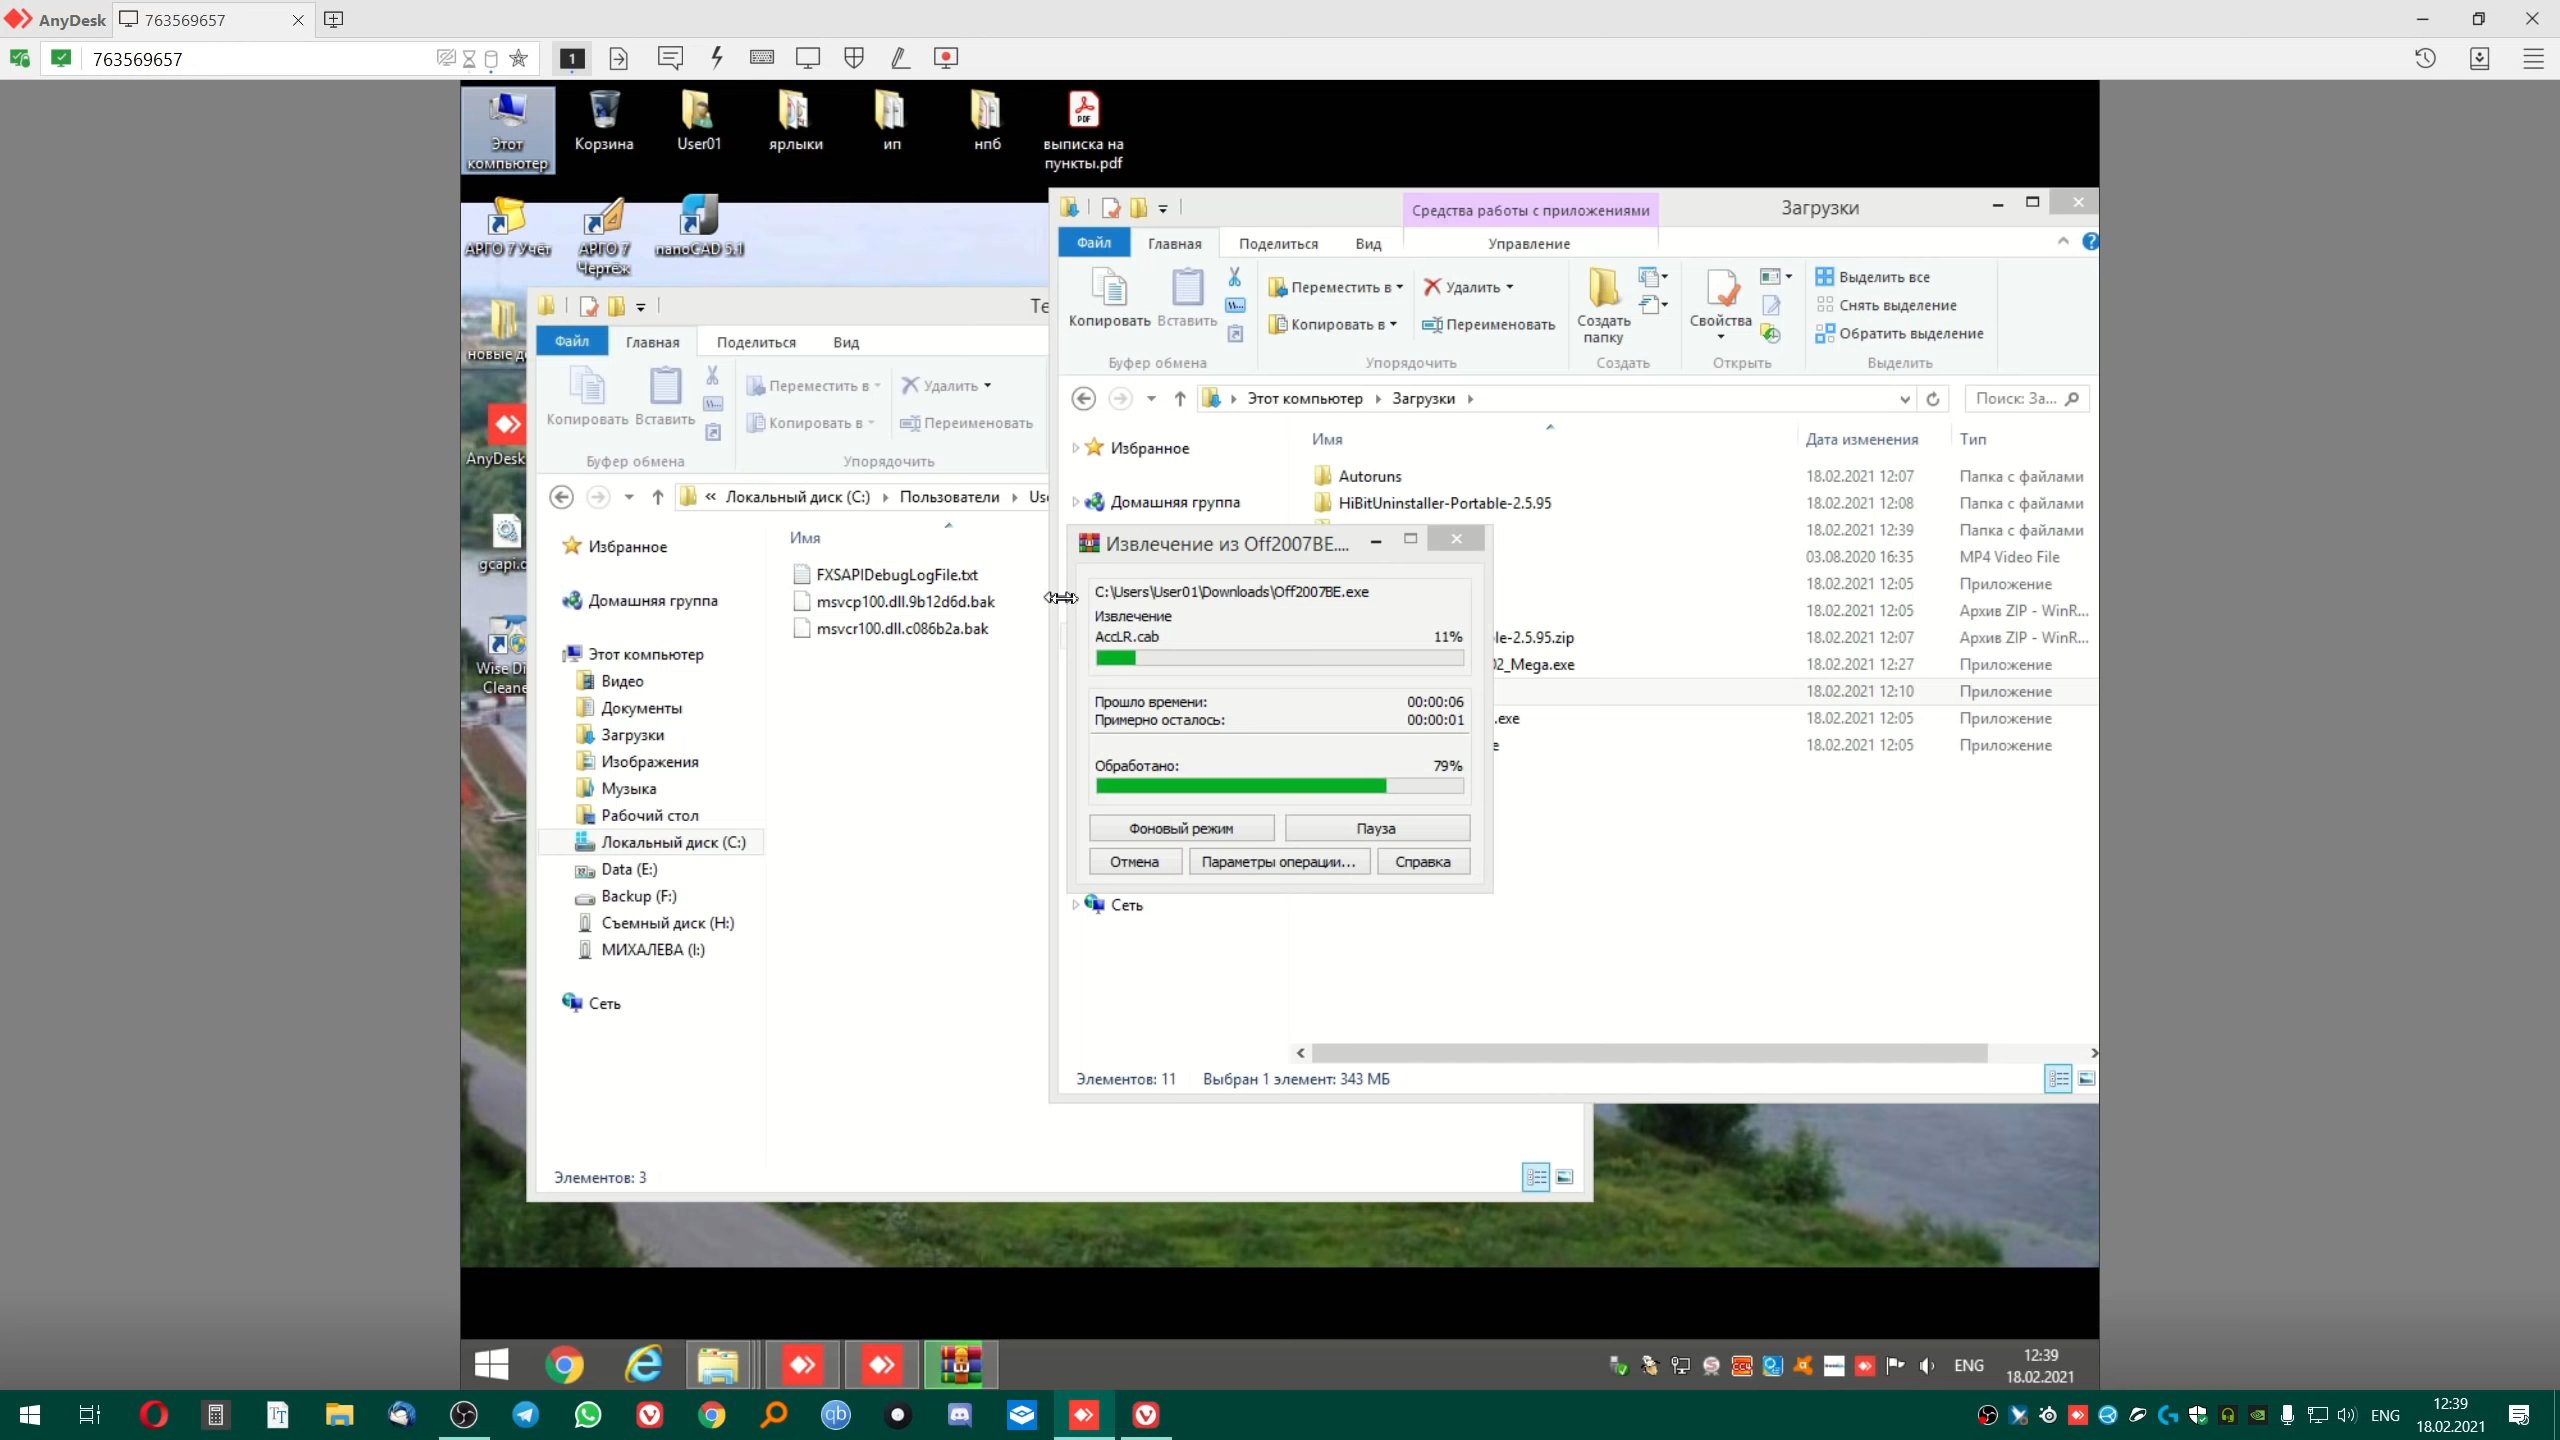 AnyDesk
763569657
763569657
1
Этот компьютер
Корзина
User01
ярлыки
ип
нпб
выписка на пункты.pdf
АРГО 7 Учёт
АРГО 7 Чертёж
nanoCAD 5.1
новые д
AnyDesk
gcapi.c
Wise Di
Cleane
Те
Файл
Главная
Поделиться
Вид
Копировать
Вставить
Переместить в
Копировать в
Удалить
Переименовать
Буфер обмена
Упорядочить
« Локальный диск (C:)
Пользователи
Use
Избранное
Домашняя группа
Этот компьютер
Видео
Документы
Загрузки
Изображения
Музыка
Рабочий стол
Локальный диск (C:)
Data (E:)
Backup (F:)
Съемный диск (H:)
МИХАЛЕВА (I:)
Сеть
Имя
FXSAPIDebugLogFile.txt
msvcp100.dll.9b12d6d.bak
msvcr100.dll.c086b2a.bak
Элементов: 3
Средства работы с приложениями
Загрузки
Файл
Главная
Поделиться
Вид
Управление
Копировать
Вставить
Переместить в
Копировать в
Удалить
Переименовать
Создать папку
Свойства
Выделить все
Снять выделение
Обратить выделение
Буфер обмена
Упорядочить
Создать
Открыть
Выделить
Этот компьютер
Загрузки
Поиск: За...
Избранное
Домашняя группа
Сеть
Имя
Дата изменения
Тип
Autoruns
18.02.2021 12:07
Папка с файлами
HiBitUninstaller-Portable-2.5.95
18.02.2021 12:08
Папка с файлами
18.02.2021 12:39
Папка с файлами
03.08.2020 16:35
MP4 Video File
18.02.2021 12:05
Приложение
18.02.2021 12:05
Архив ZIP - WinR...
le-2.5.95.zip
18.02.2021 12:07
Архив ZIP - WinR...
02_Mega.exe
18.02.2021 12:27
Приложение
18.02.2021 12:10
Приложение
.exe
18.02.2021 12:05
Приложение
e
18.02.2021 12:05
Приложение
Элементов: 11
Выбран 1 элемент: 343 МБ
Извлечение из Off2007BE....
C:\Users\User01\Downloads\Off2007BE.exe
Извлечение
AccLR.cab
11%
Прошло времени:
00:00:06
Примерно осталось:
00:00:01
Обработано:
79%
Фоновый режим
Пауза
Отмена
Параметры операции...
Справка
ENG
12:39
18.02.2021
ENG
12:39
18.02.2021